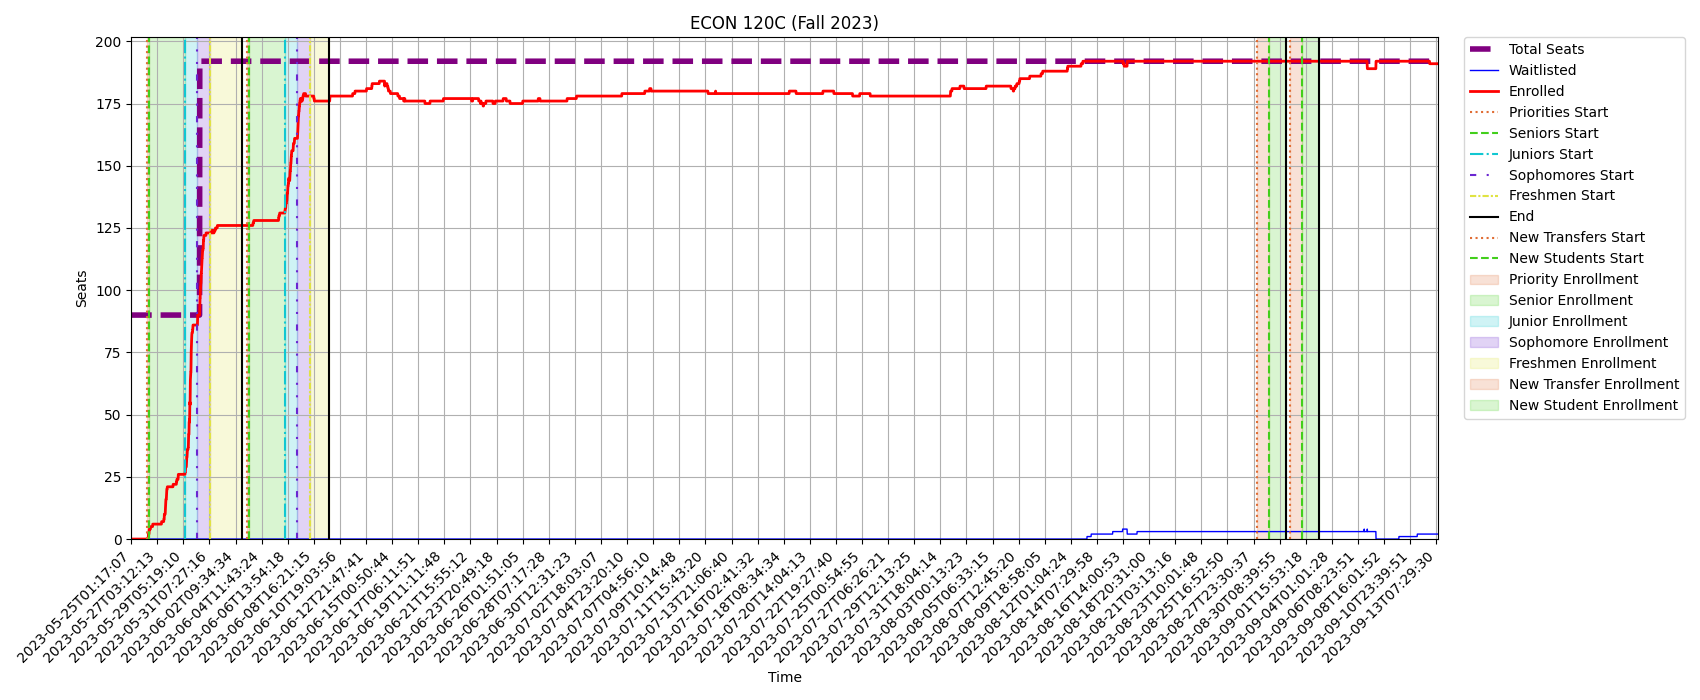 ECON 120C (Fall 2023)
Seats
200
175
150
125
100
75
50
25
0
2023-05-25T01:17:07
2023-05-27T03:12:13
2023-05-29T05:19:10
2023-05-31T07:27:16
2023-06-02T09:34:34
2023-06-04T11:43:24
2023-06-06T13:54:18
2023-06-08T16:21:15
2023-06-10T19:03:56
2023-06-12T21:47:41
2023-06-15T00:50:44
2023-06-17T06:11:51
2023-06-19T11:11:48
2023-06-21T15:55:12
2023-06-23T20:49:18
2023-06-26T01:51:05
2023-06-28T07:17:28
2023-06-30T12:31:23
2023-07-02T18:03:07
2023-07-04T23:20:10
2023-07-07T04:56:10
2023-07-09T10:14:48
2023-07-11T15:43:20
2023-07-13T21:06:40
2023-07-16T02:41:32
2023-07-18T08:34:34
2023-07-20T14:04:13
2023-07-22T19:27:40
2023-07-25T00:54:55
2023-07-27T06:26:21
2023-07-29T12:13:25
2023-07-31T18:04:14
2023-08-03T00:13:23
2023-08-05T06:33:15
2023-08-07T12:45:20
2023-08-09T18:58:05
2023-08-12T01:04:24
2023-08-14T07:29:58
2023-08-16T14:00:53
2023-08-18T20:31:00
2023-08-21T03:13:16
2023-08-23T10:01:48
2023-08-25T16:52:50
2023-08-27T23:30:37
2023-08-30T08:39:55
2023-09-01T15:53:18
2023-09-04T01:01:28
2023-09-06T08:23:51
2023-09-08T16:01:52
2023-09-10T23:39:51
2023-09-13T07:29:30
Time
Total Seats
Waitlisted
Enrolled
Priorities Start
Seniors Start
Juniors Start
Sophomores Start
Freshmen Start
End
New Transfers Start
New Students Start
Priority Enrollment
Senior Enrollment
Junior Enrollment
Sophomore Enrollment
Freshmen Enrollment
New Transfer Enrollment
New Student Enrollment